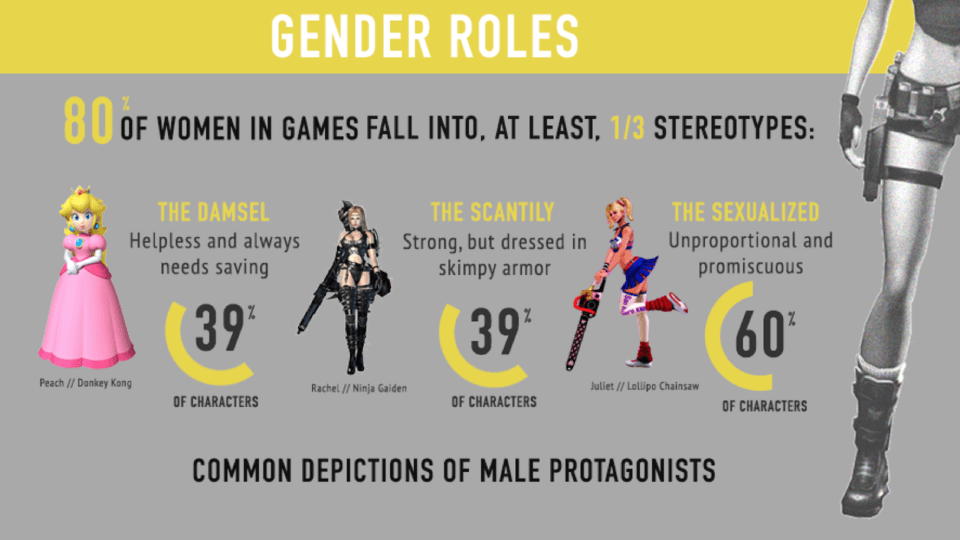 GENDER ROLES
80% OF WOMEN IN GAMES FALL INTO, AT LEAST, 1/3 STEREOTYPES:
THE DAMSEL
Helpless and always
needs saving
39%
OF CHARACTERS
Peach // Donkey Kong
THE SCANTILY
Strong, but dressed in
skimpy armor
39%
OF CHARACTERS
Rachel // Ninja Gaiden
THE SEXUALIZED
Unproportional and
promiscuous
60%
OF CHARACTERS
Juliet // Lollipo Chainsaw
COMMON DEPICTIONS OF MALE PROTAGONISTS